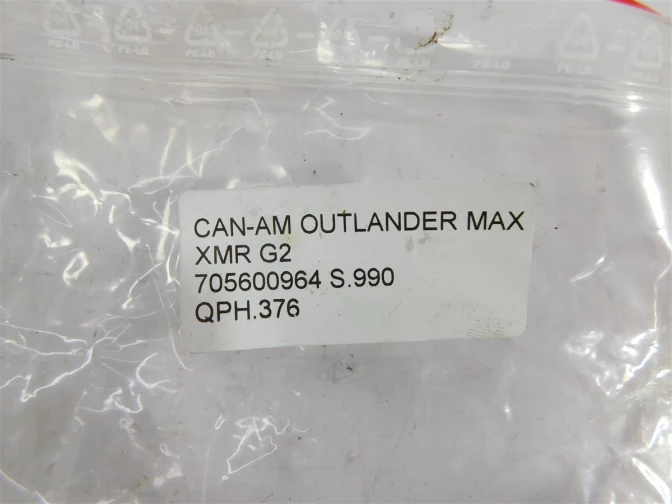 CAN-AM OUTLANDER MAX
XMR G2
705600964 S.990
QPH.376